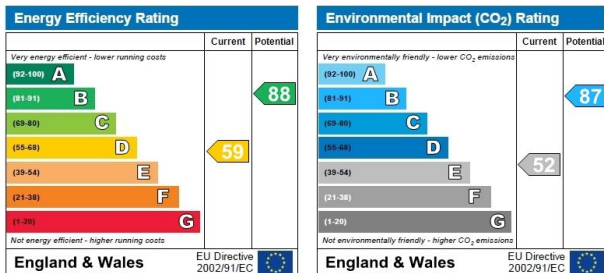 Energy Efficiency Rating
Current Potential
Very energy efficient - lower running costs
(92-100) A
(81-91) B
88
(69-80) C
(55-68) D
59
(39-54) E
(21-38) F
(1-20) G
Not energy efficient - higher running costs
England & Wales
EU Directive
2002/91/EC
Environmental Impact (CO₂) Rating
Current Potential
Very environmentally friendly - lower CO₂ emissions
(92-100) A
(81-91) B
87
(69-80) C
(55-68) D
(39-54) E
52
(21-38) F
(1-20) G
Not environmentally friendly - higher CO₂ emissions
England & Wales
EU Directive
2002/91/EC